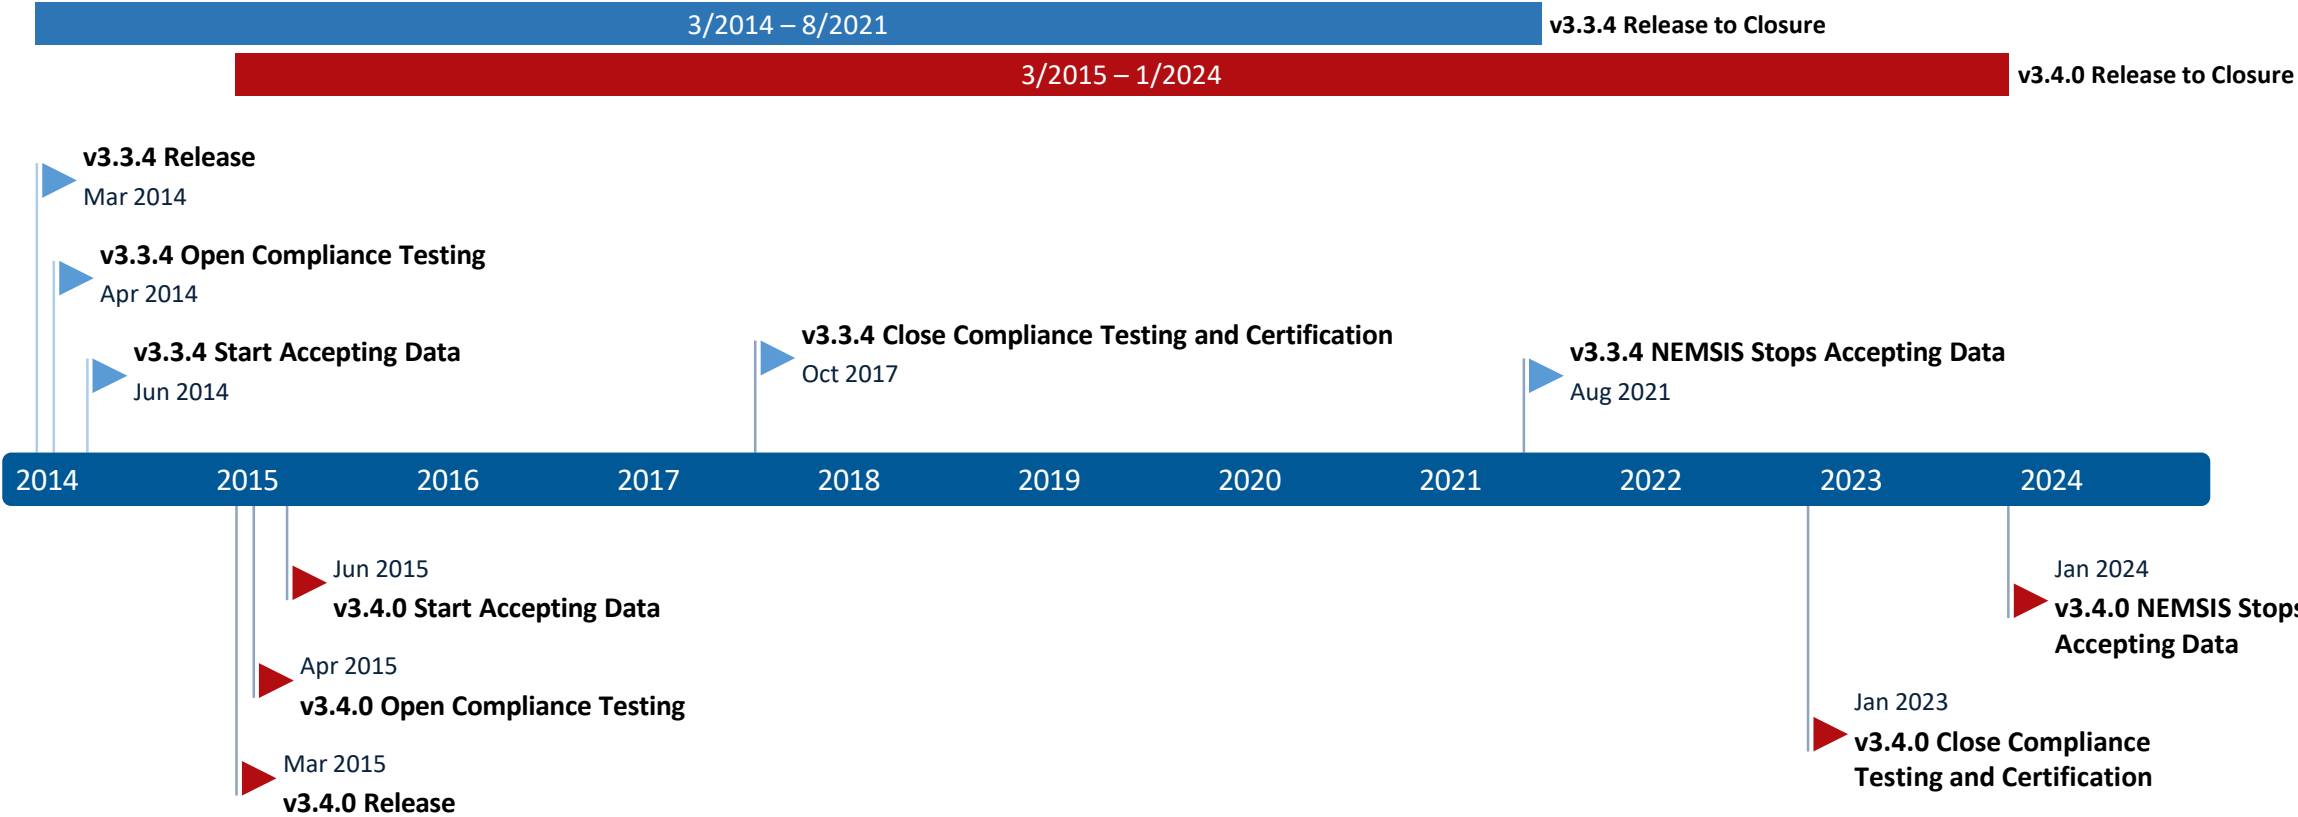 3/2014 – 8/2021
v3.3.4 Release to Closure
3/2015 – 1/2024
v3.4.0 Release to Closure
v3.3.4 Release
Mar 2014
v3.3.4 Open Compliance Testing
Apr 2014
v3.3.4 Start Accepting Data
Jun 2014
v3.3.4 Close Compliance Testing and Certification
Oct 2017
v3.3.4 NEMSIS Stops Accepting Data
Aug 2021
2014 2015 2016 2017 2018 2019 2020 2021 2022 2023 2024
Jun 2015
v3.4.0 Start Accepting Data
Apr 2015
v3.4.0 Open Compliance Testing
Mar 2015
v3.4.0 Release
Jan 2024
v3.4.0 NEMSIS Stops
Accepting Data
Jan 2023
v3.4.0 Close Compliance
Testing and Certification